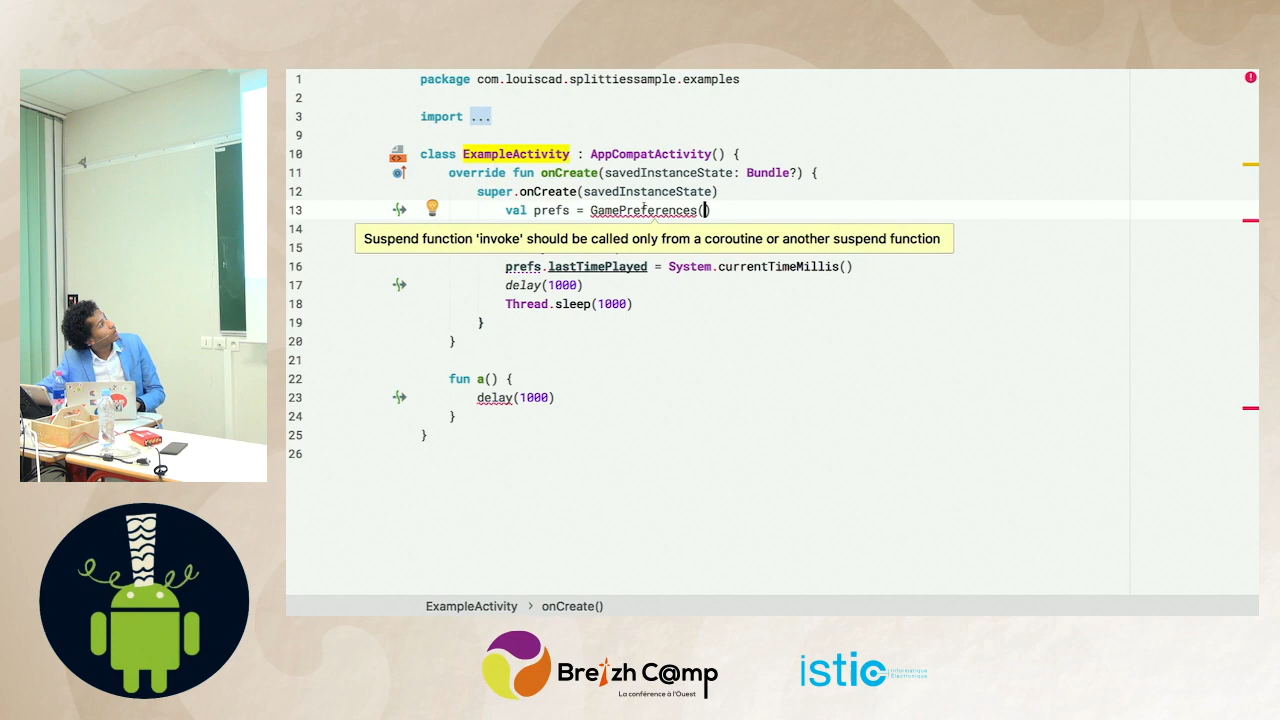 1 package com.louiscad.splittiessample.examples
2
3 import ...
9
10 class ExampleActivity : AppCompatActivity() {
11 override fun onCreate(savedInstanceState: Bundle?) {
12 super.onCreate(savedInstanceState)
13 val prefs = GamePreferences()
14
Suspend function 'invoke' should be called only from a coroutine or another suspend function
15
16 prefs.lastTimePlayed = System.currentTimeMillis()
17 delay(1000)
18 Thread.sleep(1000)
19 }
20 }
21
22 fun a() {
23 delay(1000)
24 }
25 }
26
ExampleActivity > onCreate()
Breizh C@mp
La conférence à l'Ouest
istic
Informatique
Électronique